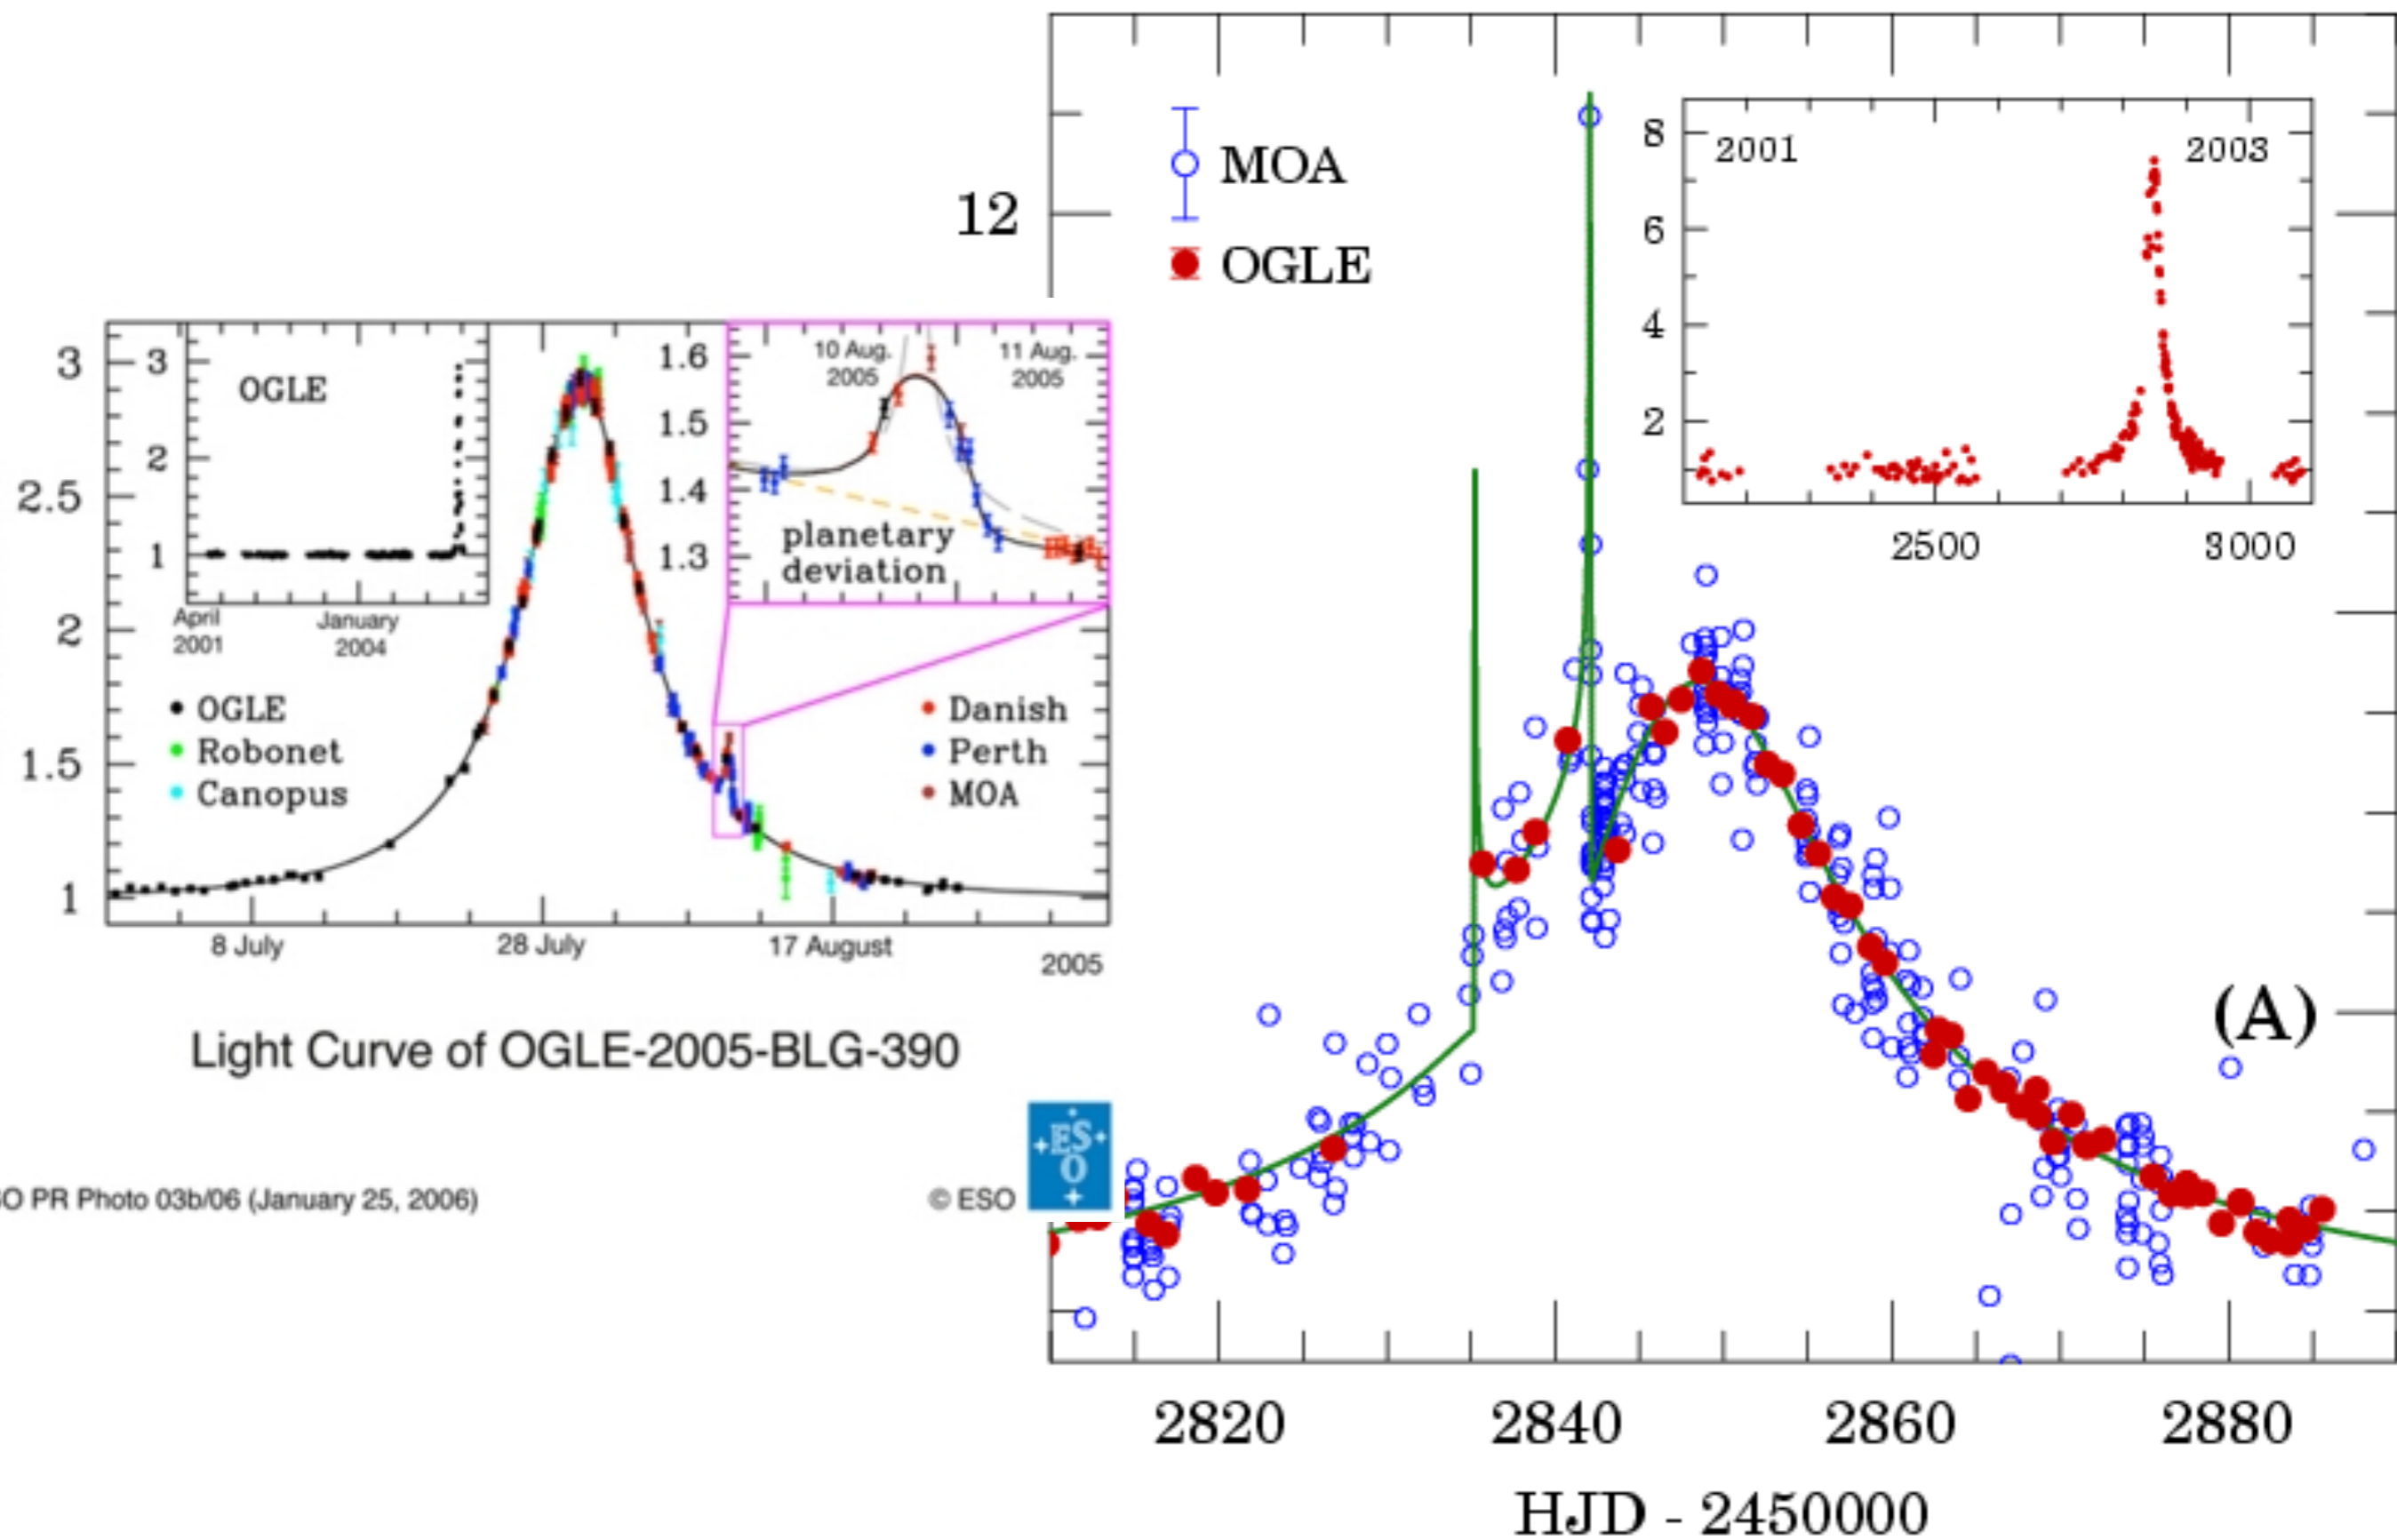 MOA
OGLE
12
2001
2003
8
6
4
2
2500
3000
(A)
2820
2840
2860
2880
HJD - 2450000
3
2.5
2
1.5
1
3
2
1
OGLE
April
2001
January
2004
1.6
1.5
1.4
1.3
10 Aug.
2005
11 Aug.
2005
planetary
deviation
OGLE
Robonet
Canopus
Danish
Perth
MOA
8 July
28 July
17 August
2005
Light Curve of OGLE-2005-BLG-390
O PR Photo 03b/06 (January 25, 2006)
© ESO
ES
O